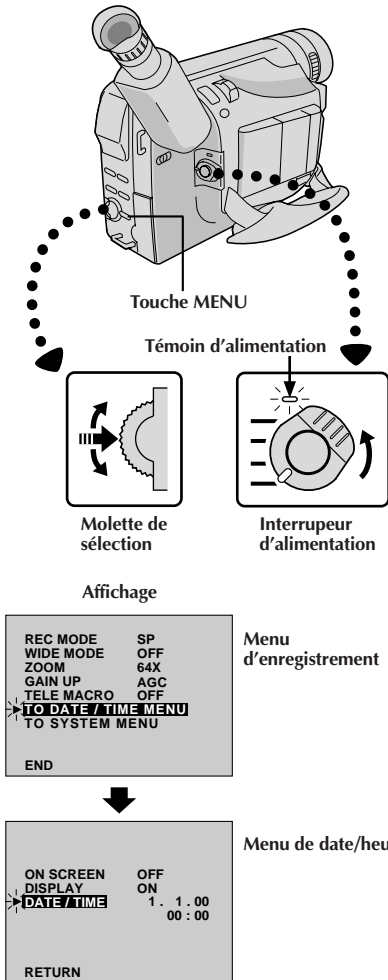 Touche MENU
Témoin d'alimentation
Molette de
sélection
Interrupeur
d'alimentation
Affichage
REC MODE SP
WIDE MODE OFF
ZOOM 64X
GAIN UP AGC
TELE MACRO OFF
TO DATE / TIME MENU
TO SYSTEM MENU
END
Menu
d'enregistrement
ON SCREEN OFF
DISPLAY ON
DATE / TIME 1 . 1 . 00
00 : 00
RETURN
Menu de date/heu